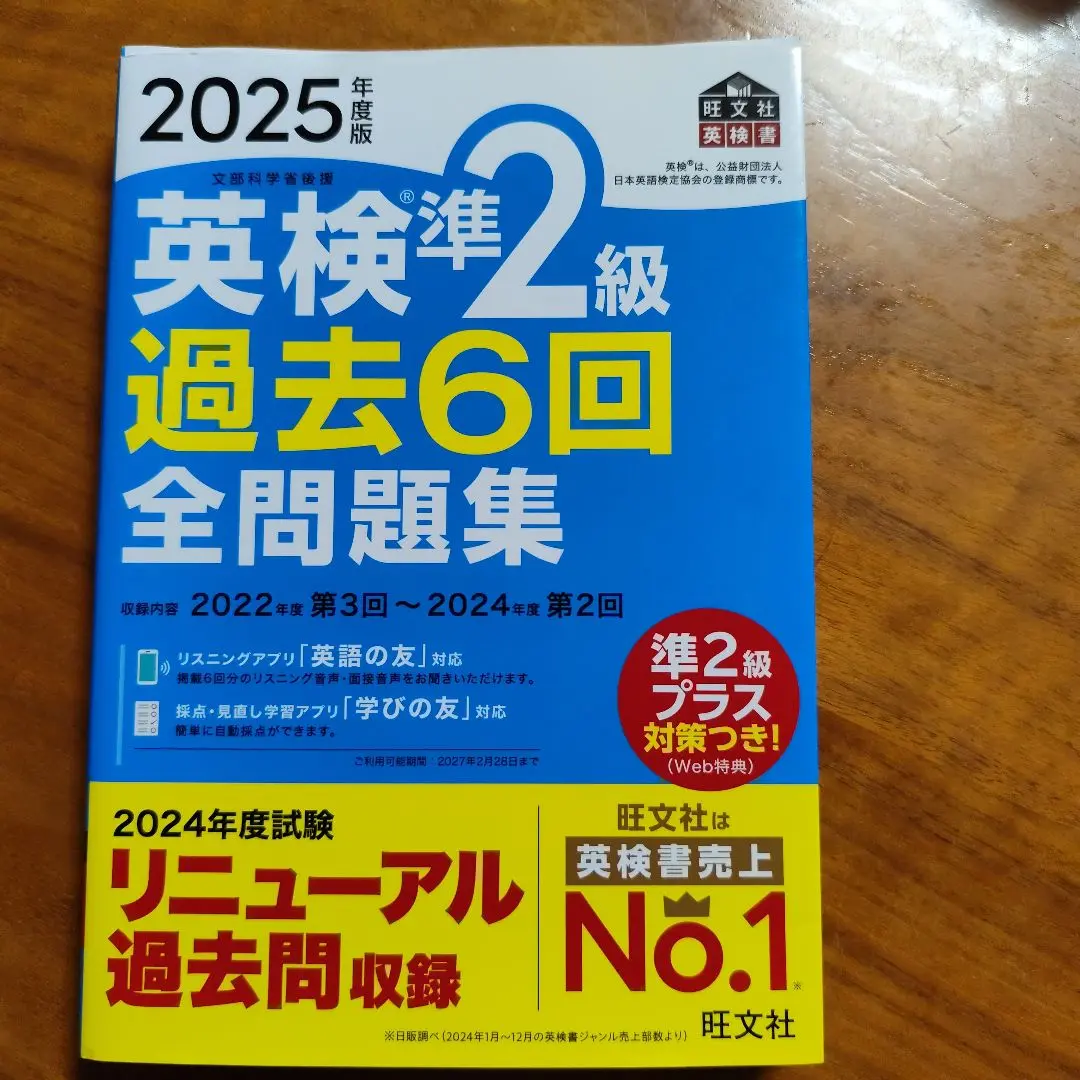 2025年度版
旺文社
英検書
英検®は、公益財団法人
日本英語検定協会の登録商標です。
文部科学省後援
英検®準2級
過去6回
全問題集
収録内容 2022年度 第3回～2024年度 第2回
リスニングアプリ「英語の友」対応
掲載6回分のリスニング音声・面接音声をお聞きいただけます。
採点・見直し学習アプリ「学びの友」対応
簡単に自動採点ができます。
ご利用可能期間：2027年2月28日まで
準2級
プラス
対策つき!
(Web特典)
2024年度試験
リニューアル
過去問収録
旺文社は
英検書売上
No.1※
※日販調べ(2024年1月～12月の英検書ジャンル売上部数より)
旺文社